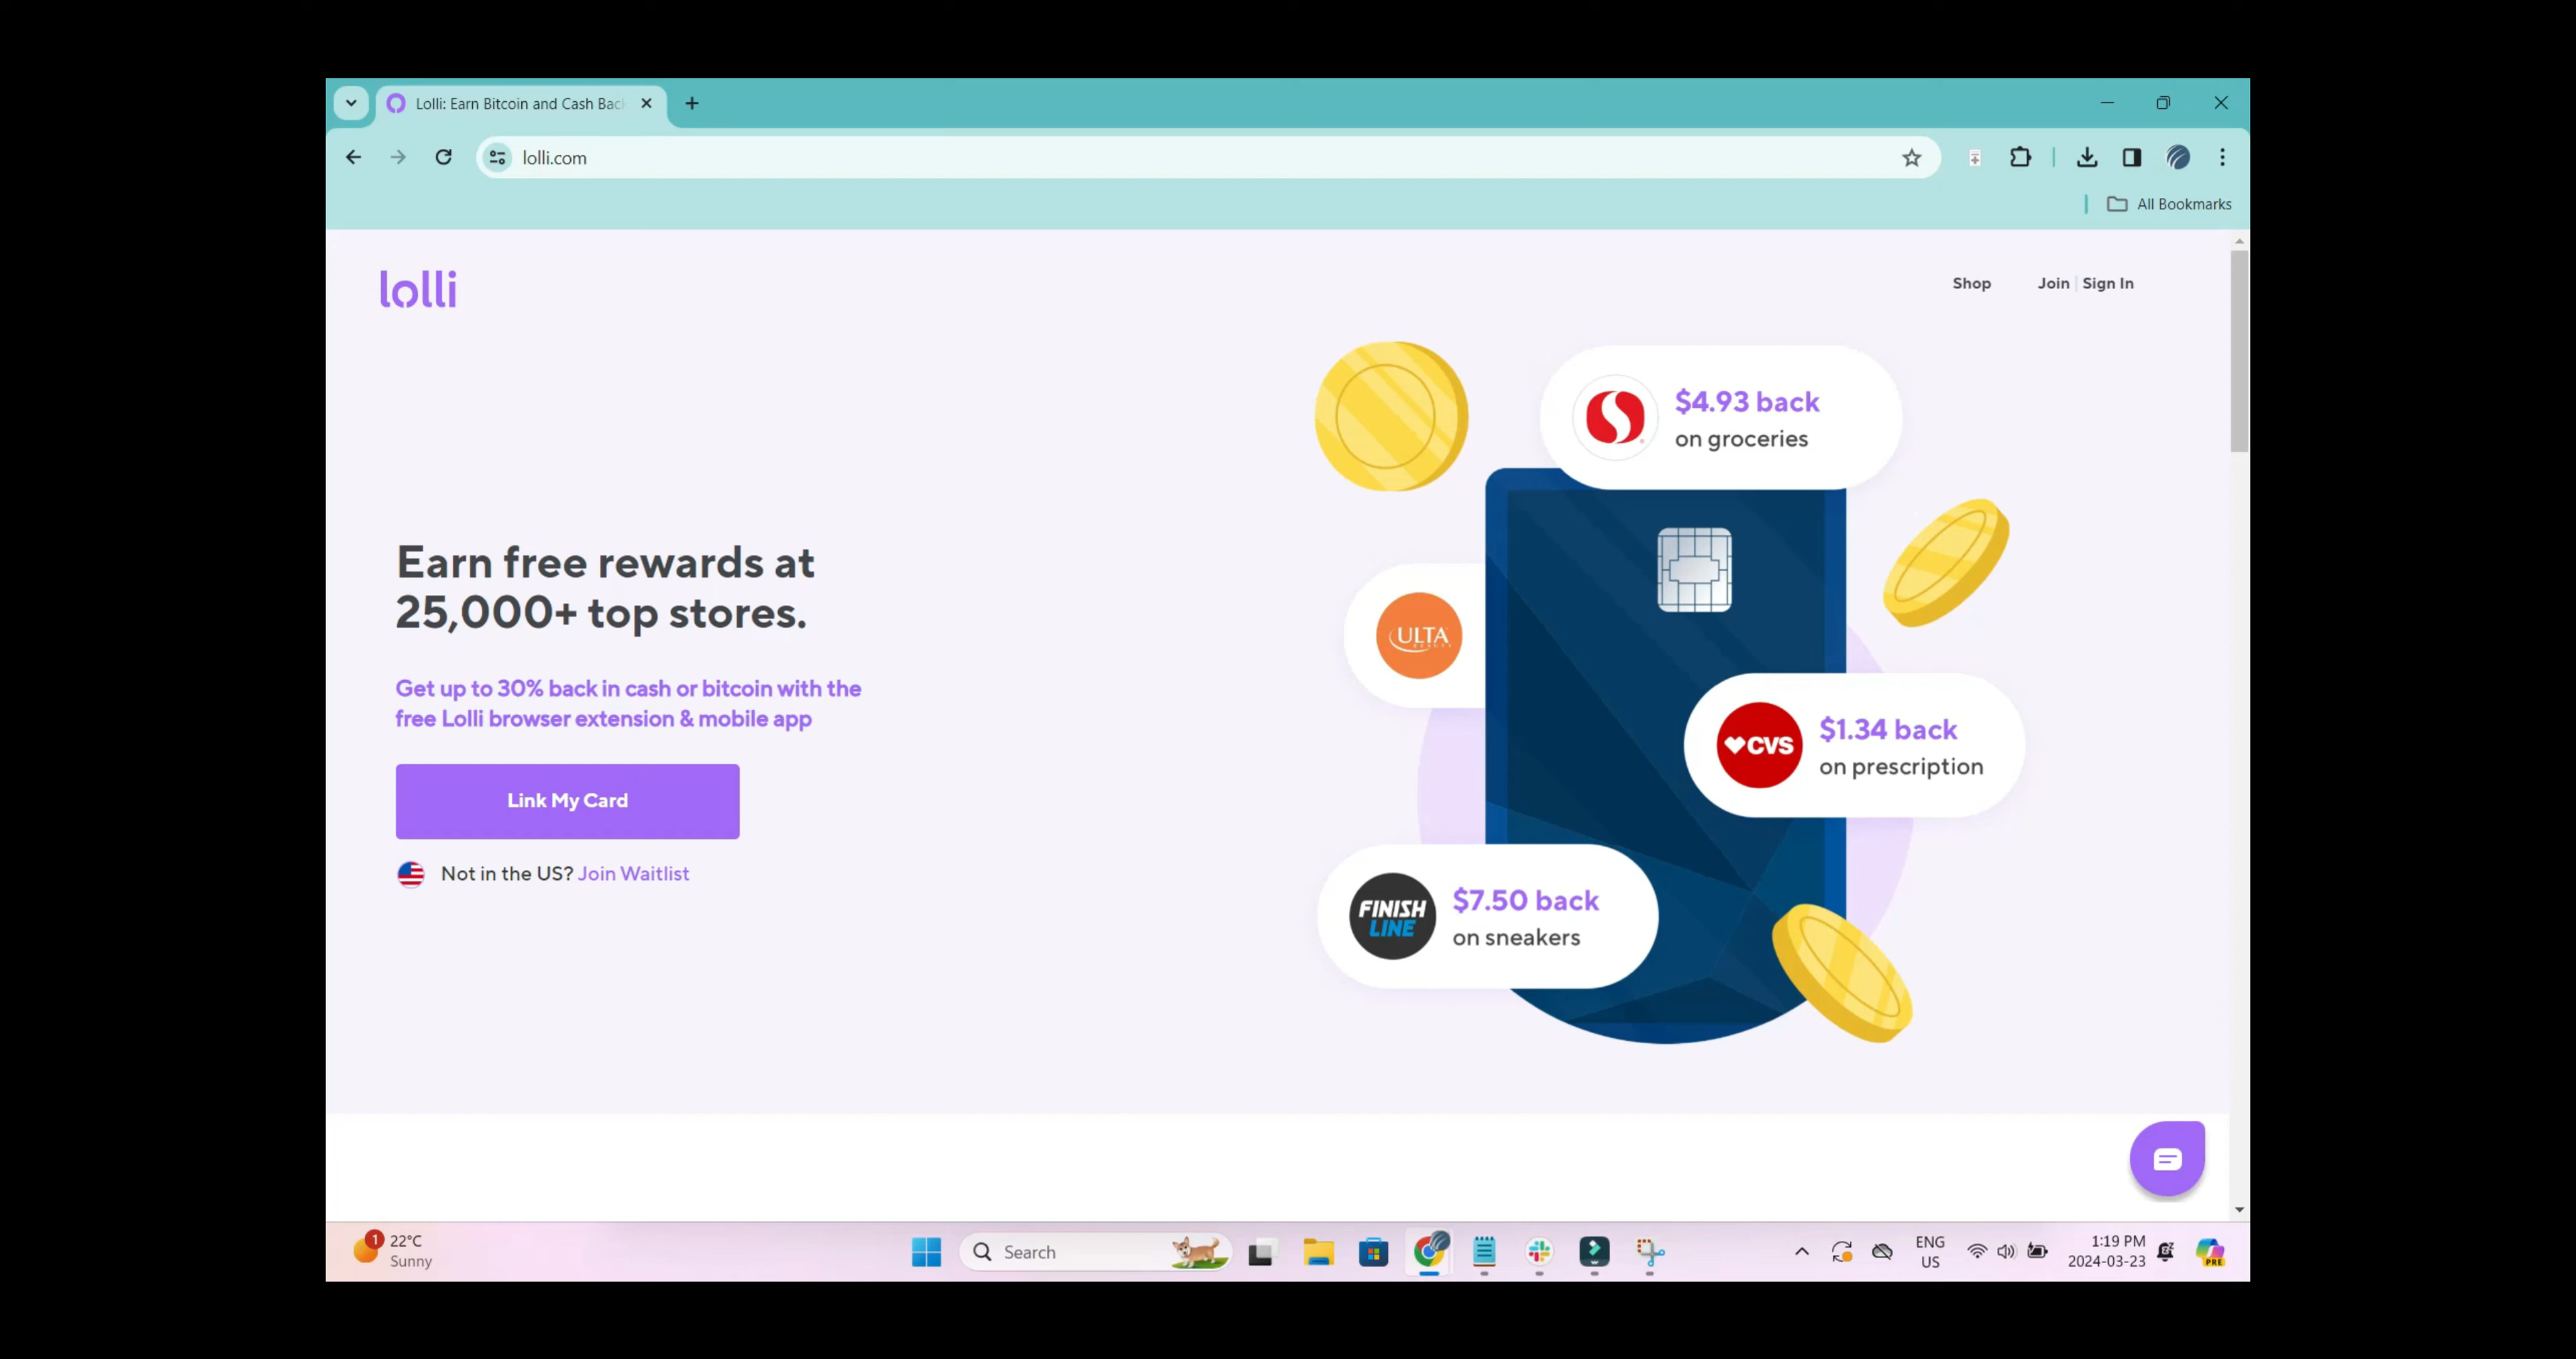 Lolli: Earn Bitcoin and Cash Bac
lolli.com
All Bookmarks
lolli
Shop
Join
Sign In
$4.93 back
on groceries
Earn free rewards at
25,000+ top stores.
ULTA
Get up to 30% back in cash or bitcoin with the
free Lolli browser extension & mobile app
CVS
$1.34 back
on prescription
Link My Card
Not in the US? Join Waitlist
FINISH
LINE
$7.50 back
on sneakers
1
22°C
Sunny
Search
ENG
US
1:19 PM
2024-03-23
PRE